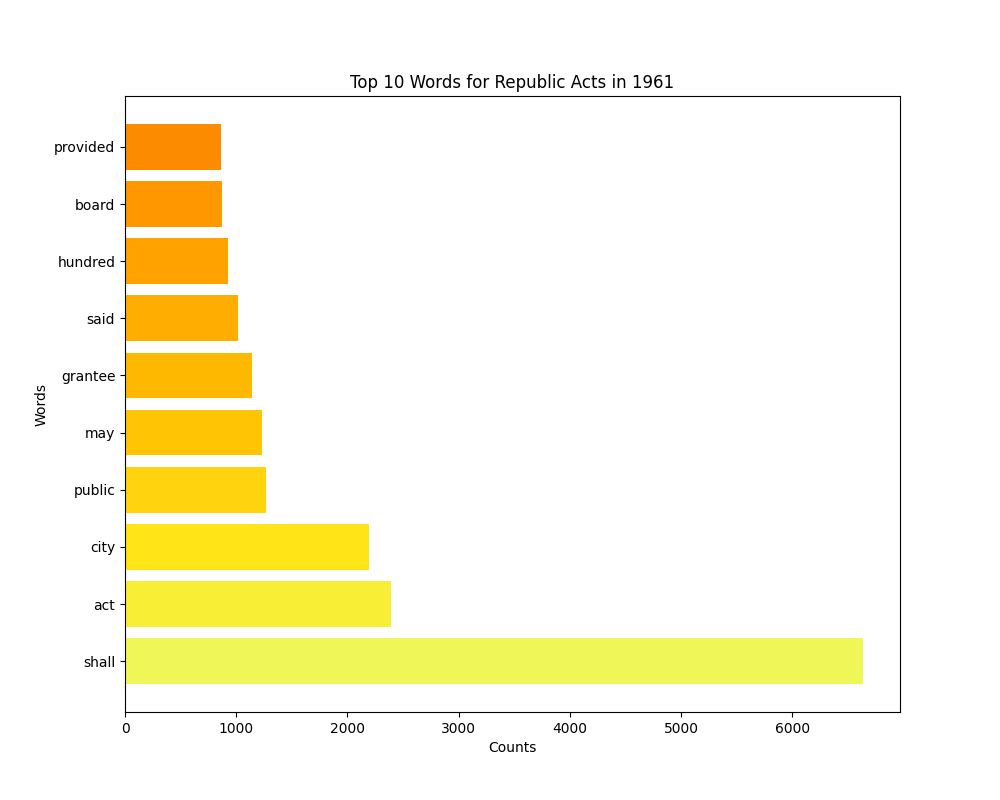 Top 10 Words for Republic Acts in 1961
provided
board
hundred
said
grantee
may
public
city
act
shall
Words
0 1000 2000 3000 4000 5000 6000
Counts